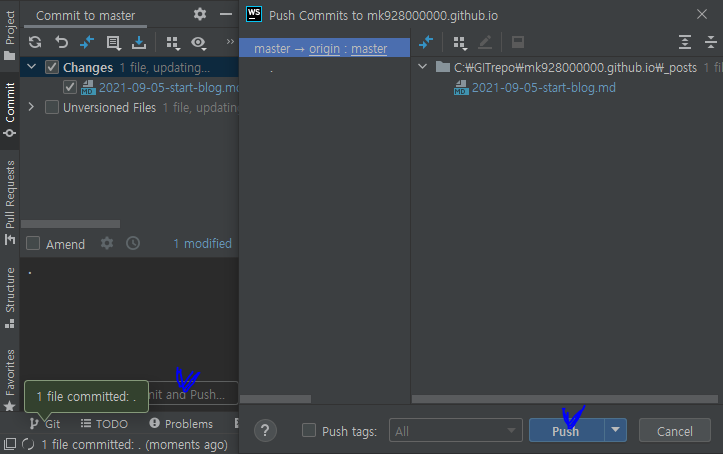 Project
Commit
Pull Requests
Structure
Favorites
Commit to master
Changes 1 file, updating...
2021-09-05-start-blog.md
Unversioned Files 1 file, updating
Amend
1 modified
.
nit and Push...
1 file committed: .
Git
TODO
Problems
1 file committed: . (moments ago)
WS Push Commits to mk928000000.github.io
master → origin : master
.
C:₩GITrepo₩mk928000000.github.io₩_posts 1 fil
MD 2021-09-05-start-blog.md
? Push tags: All
Push
Cancel